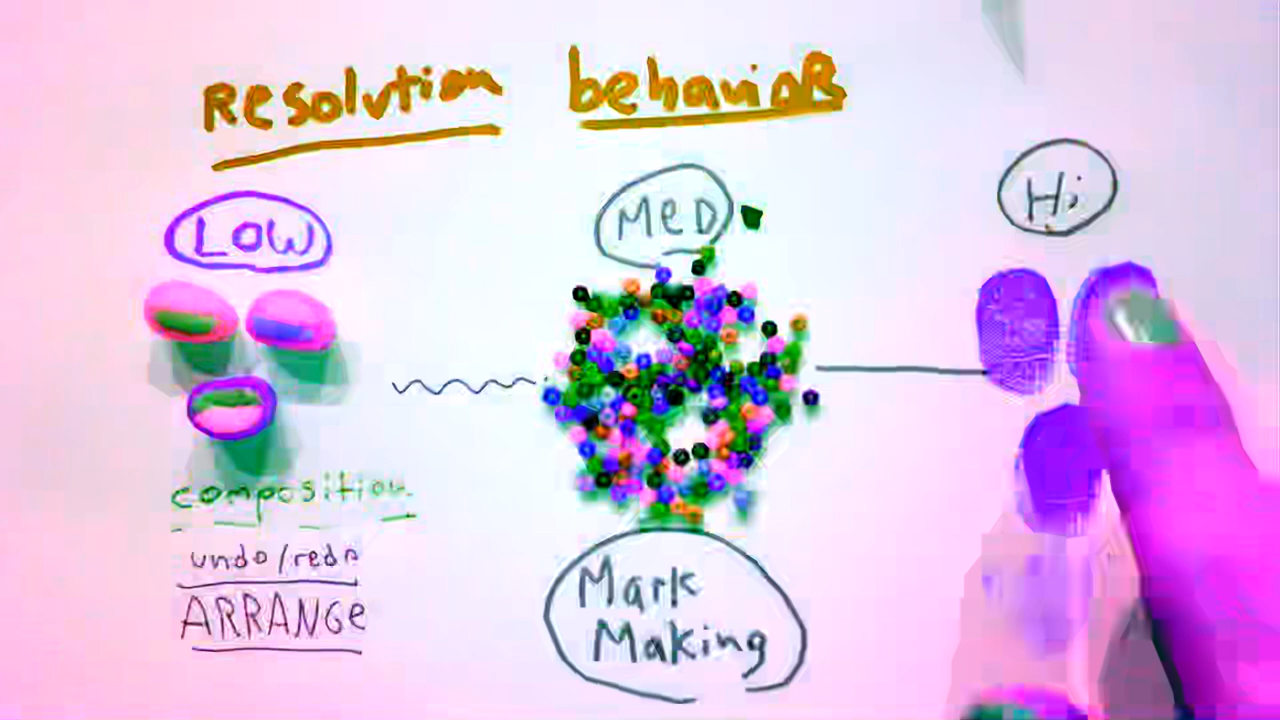 Resolution behavioR
LOW
MeD
Hi
composition
undo/redo
ARRANGe
Mark
Making